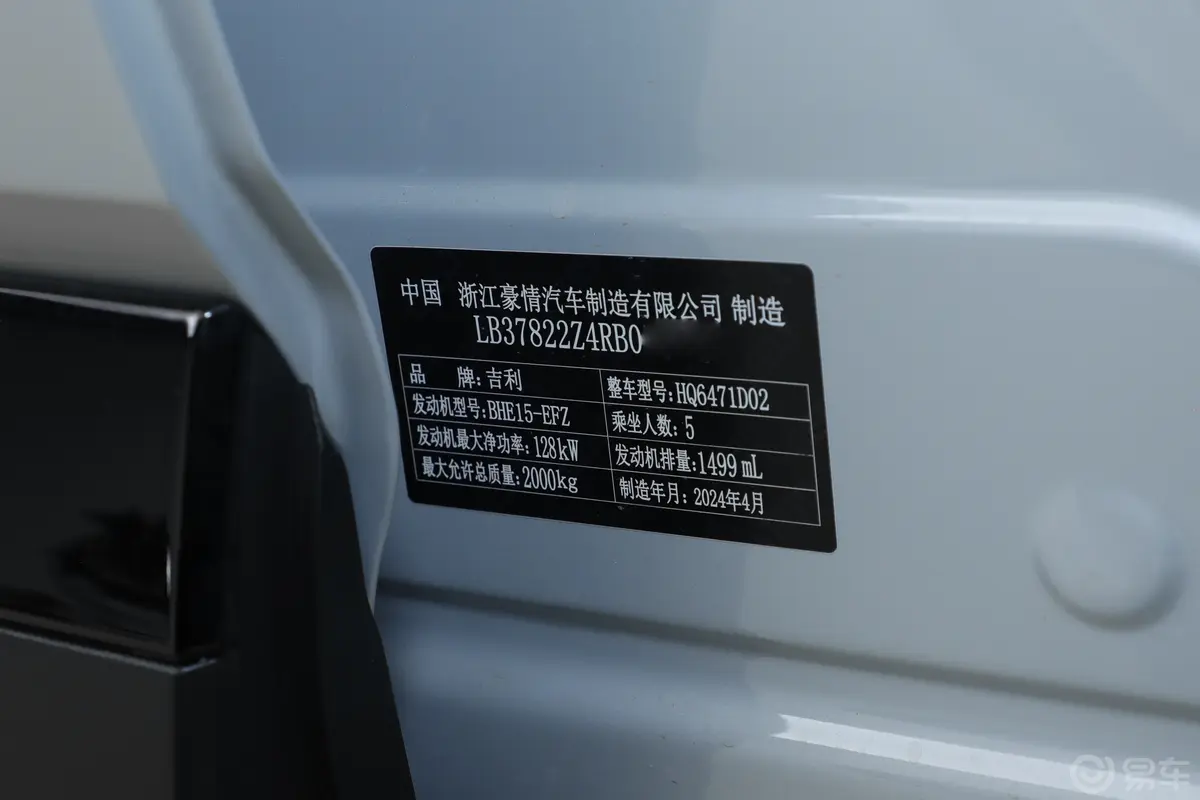 中国 浙江豪情汽车制造有限公司 制造
LB37822Z4RB0
品 牌:吉利 整车型号:HQ6471D02
发动机型号:BHE15-EFZ 乘坐人数:5
发动机最大净功率:128kW 发动机排量:1499mL
最大允许总质量:2000kg 制造年月:2024年4月
易车